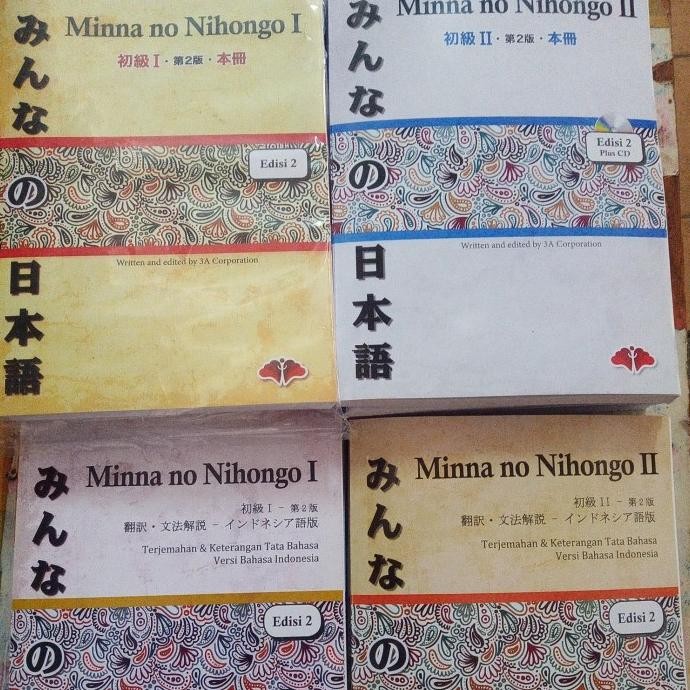 みんなの日本語
Minna no Nihongo I
初級 I・第2版・本冊
Edisi 2
Written and edited by 3A Corporation
みんなの日本語
Minna no Nihongo II
初級 II・第2版・本冊
Edisi 2
Plus CD
Written and edited by 3A Corporation
みんなの
Minna no Nihongo I
初級 I - 第2版
翻訳・文法解説 - インドネシア語版
Terjemahan & Keterangan Tata Bahasa
Versi Bahasa Indonesia
Edisi 2
みんなの
Minna no Nihongo II
初級 II - 第2版
翻訳・文法解説 - インドネシア語版
Terjemahan & Keterangan Tata Bahasa
Versi Bahasa Indonesia
Edisi 2